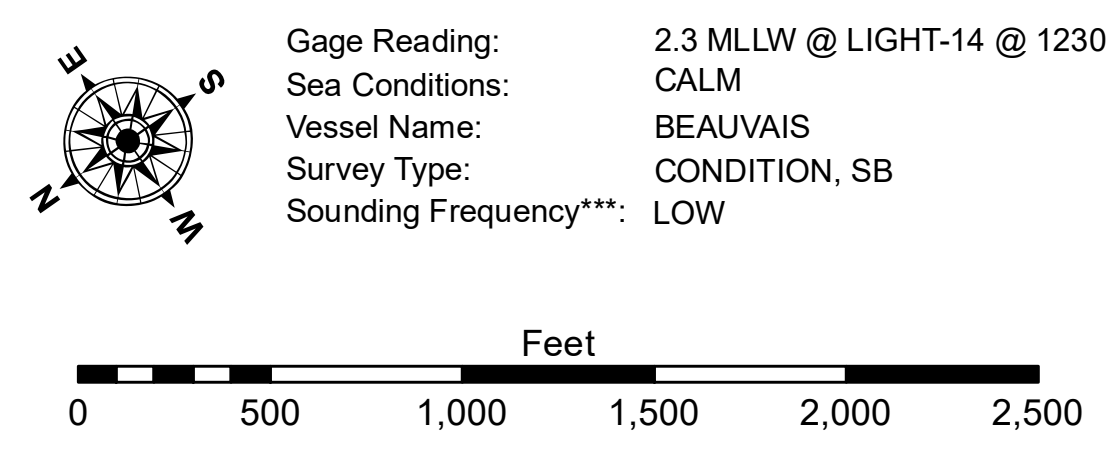 E
S
N
W
Gage Reading: 2.3 MLLW @ LIGHT-14 @ 1230
Sea Conditions: CALM
Vessel Name: BEAUVAIS
Survey Type: CONDITION, SB
Sounding Frequency***: LOW
Feet
0 500 1,000 1,500 2,000 2,500